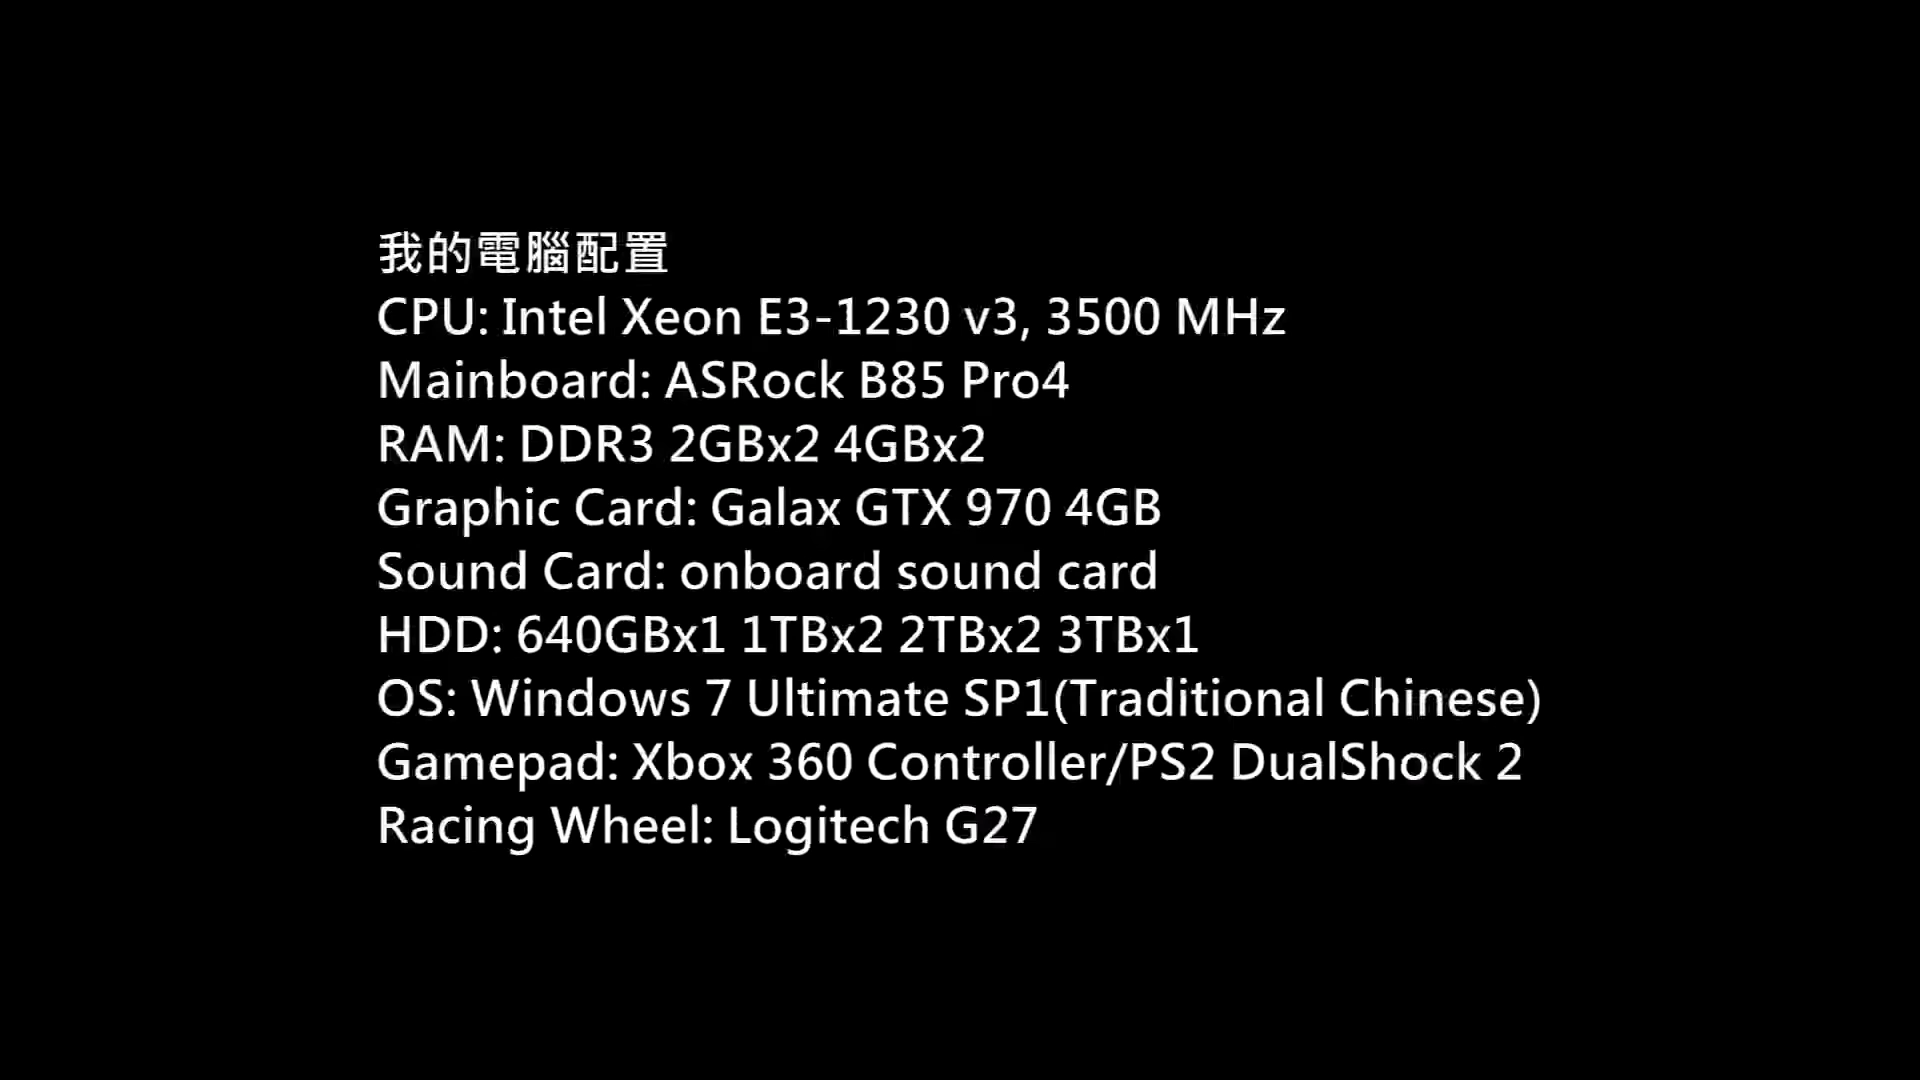 我的電腦配置
CPU: Intel Xeon E3-1230 v3, 3500 MHz
Mainboard: ASRock B85 Pro4
RAM: DDR3 2GBx2 4GBx2
Graphic Card: Galax GTX 970 4GB
Sound Card: onboard sound card
HDD: 640GBx1 1TBx2 2TBx2 3TBx1
OS: Windows 7 Ultimate SP1(Traditional Chinese)
Gamepad: Xbox 360 Controller/PS2 DualShock 2
Racing Wheel: Logitech G27